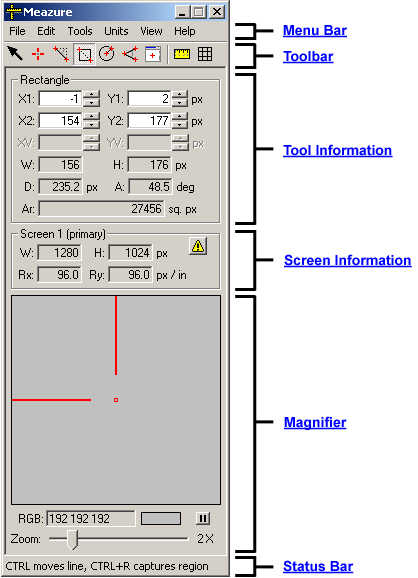 Meazure
File Edit Tools Units View Help
Menu Bar
Toolbar
Rectangle
X1: -1 Y1: 2 px
X2: 154 Y2: 177 px
XV: YV: px
W: 156 H: 176 px
D: 235.2 px A: 48.5 deg
Ar: 27456 sq. px
Tool Information
Screen 1 (primary)
W: 1280 H: 1024 px
Rx: 96.0 Ry: 96.0 px / in
Screen Information
Magnifier
RGB: 192 192 192
Zoom: 2X
CTRL moves line, CTRL+R captures region
Status Bar